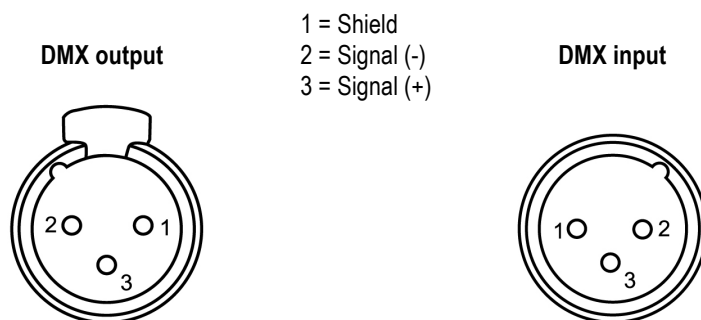 DMX output
1 = Shield
2 = Signal (-)
3 = Signal (+)
DMX input
2
1
3
1
2
3